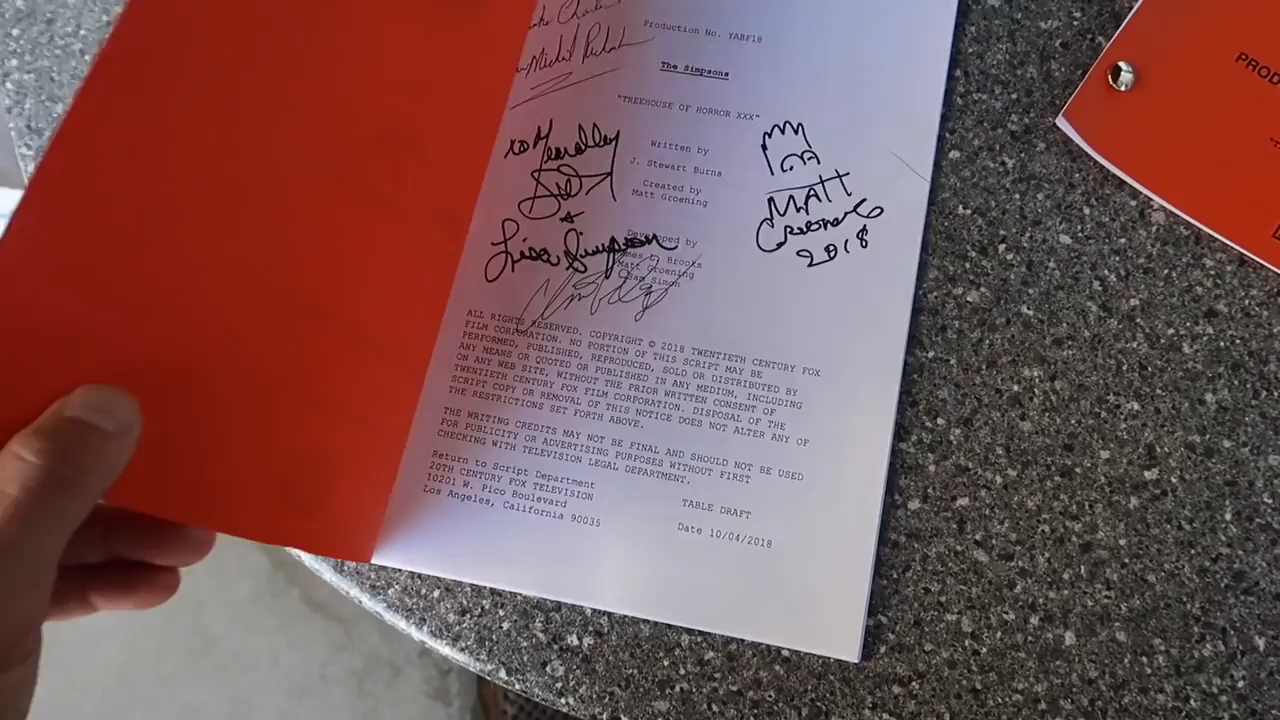 Production No. YABF18
The Simpsons
"TREEHOUSE OF HORROR XXX"
Written by
J. Stewart Burns
Created by
Matt Groening
xo Yeardley
Smith
&
Lisa Simpson
MATT
GROENING
2018
Developed by
James L. Brooks
Matt Groening
Sam Simon
ALL RIGHTS RESERVED. COPYRIGHT © 2018 TWENTIETH CENTURY FOX
FILM CORPORATION. NO PORTION OF THIS SCRIPT MAY BE
PERFORMED, PUBLISHED, REPRODUCED, SOLD OR DISTRIBUTED BY
ANY MEANS OR QUOTED OR PUBLISHED IN ANY MEDIUM, INCLUDING
ON ANY WEB SITE, WITHOUT THE PRIOR WRITTEN CONSENT OF
TWENTIETH CENTURY FOX FILM CORPORATION. DISPOSAL OF THE
SCRIPT COPY OR REMOVAL OF THIS NOTICE DOES NOT ALTER ANY OF
THE RESTRICTIONS SET FORTH ABOVE.
THE WRITING CREDITS MAY NOT BE FINAL AND SHOULD NOT BE USED
FOR PUBLICITY OR ADVERTISING PURPOSES WITHOUT FIRST
CHECKING WITH TELEVISION LEGAL DEPARTMENT.
Return to Script Department
20TH CENTURY FOX TELEVISION
10201 W. Pico Boulevard
Los Angeles, California 90035
TABLE DRAFT
Date 10/04/2018
PROD